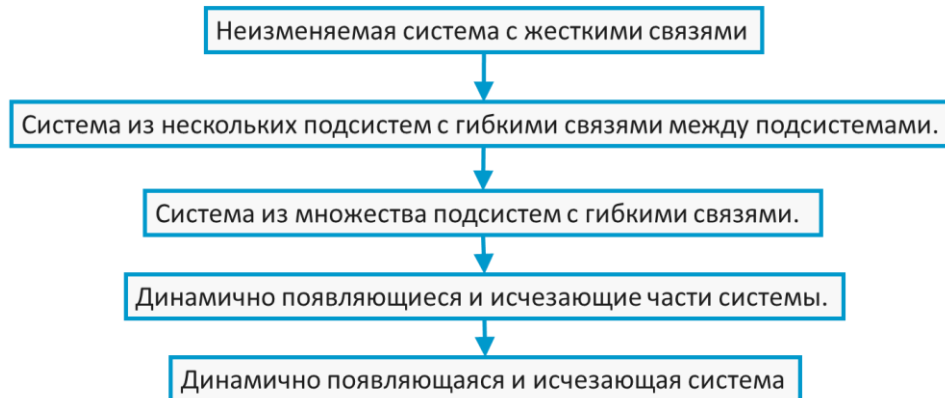 Неизменяемая система с жесткими связями
Система из нескольких подсистем с гибкими связями между подсистемами.
Система из множества подсистем с гибкими связями.
Динамично появляющиеся и исчезающие части системы.
Динамично появляющаяся и исчезающая система